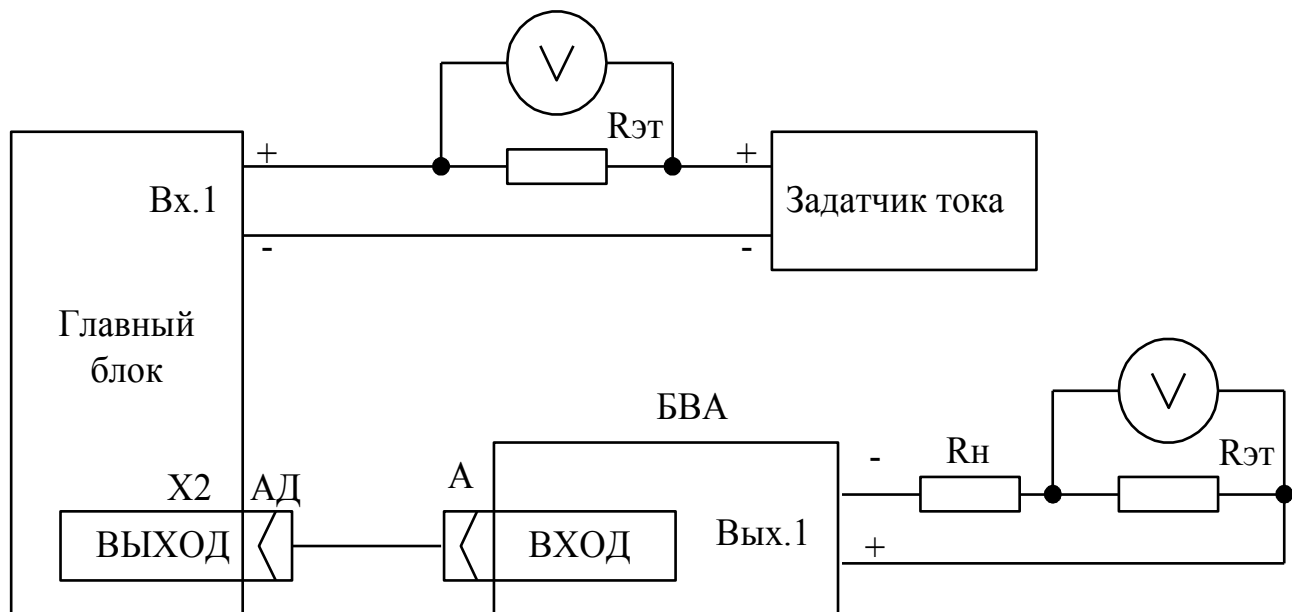 V
Rэт
+
+
Вх.1
Задатчик тока
-
-
Главный
блок
V
БВА
-
Rн
Rэт
Х2
АД
А
ВЫХОД
ВХОД
Вых.1
+